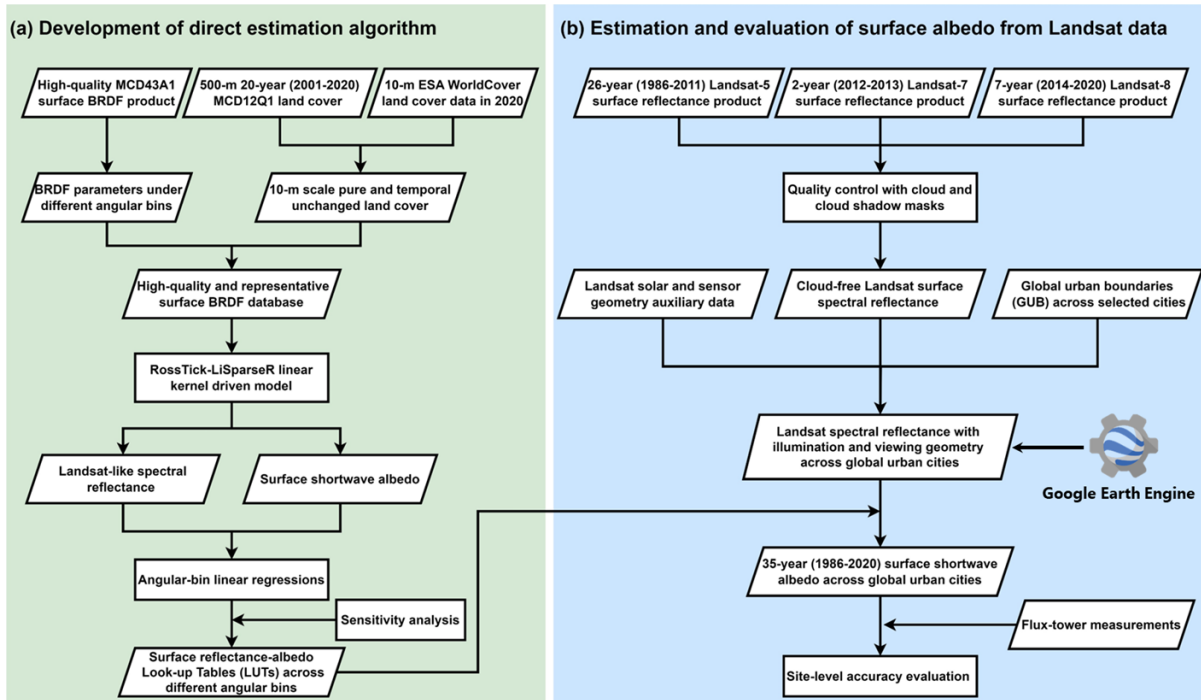 (a) Development of direct estimation algorithm
High-quality MCD43A1
surface BRDF product
500-m 20-year (2001-2020)
MCD12Q1 land cover
10-m ESA WorldCover
land cover data in 2020
BRDF parameters under
different angular bins
10-m scale pure and temporal
unchanged land cover
High-quality and representative
surface BRDF database
RossTick-LiSparseR linear
kernel driven model
Landsat-like spectral
reflectance
Surface shortwave albedo
Angular-bin linear regressions
Sensitivity analysis
Surface reflectance-albedo
Look-up Tables (LUTs) across
different angular bins
(b) Estimation and evaluation of surface albedo from Landsat data
26-year (1986-2011) Landsat-5
surface reflectance product
2-year (2012-2013) Landsat-7
surface reflectance product
7-year (2014-2020) Landsat-8
surface reflectance product
Quality control with cloud and
cloud shadow masks
Landsat solar and sensor
geometry auxiliary data
Cloud-free Landsat surface
spectral reflectance
Global urban boundaries
(GUB) across selected cities
Landsat spectral reflectance with
illumination and viewing geometry
across global urban cities
Google Earth Engine
35-year (1986-2020) surface shortwave
albedo across global urban cities
Flux-tower measurements
Site-level accuracy evaluation